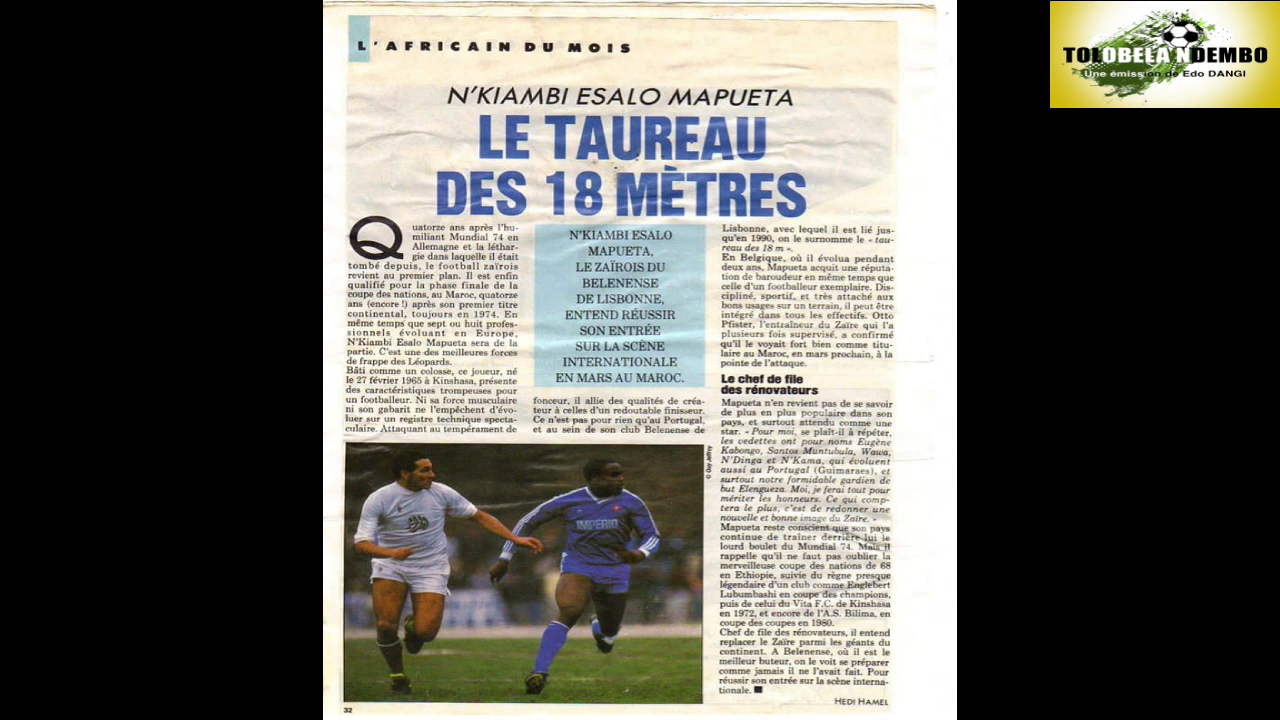 L'AFRICAIN DU MOIS
TOLOBELA NDEMBO
Une émission de Edo DANGI
N'KIAMBI ESALO MAPUETA
LE TAUREAU
DES 18 MÈTRES
Quatorze ans après l'hu-
miliant Mundial 74 en
Allemagne et la léthar-
gie dans laquelle il était
tombé depuis, le football zaïrois
revient au premier plan. Il est enfin
qualifié pour la phase finale de la
coupe des nations, au Maroc, quatorze
ans (encore !) après son premier titre
continental, toujours en 1974. En
même temps que sept ou huit profes-
sionnels évoluant en Europe,
N'Kiambi Esalo Mapueta sera de la
partie. C'est une des meilleures forces
de frappe des Léopards.
Bâti comme un colosse, ce joueur, né
le 27 février 1965 à Kinshasa, présente
des caractéristiques trompeuses pour
un footballeur. Ni sa force musculaire
ni son gabarit ne l'empêchent d'évo-
luer sur un registre technique specta-
culaire. Attaquant au tempérament de
N'KIAMBI ESALO
MAPUETA,
LE ZAÏROIS DU
BELENENSE
DE LISBONNE,
ENTEND RÉUSSIR
SON ENTRÉE
SUR LA SCÈNE
INTERNATIONALE
EN MARS AU MAROC.
fonceur, il allie des qualités de créa-
teur à celles d'un redoutable finisseur.
Ce n'est pas pour rien qu'au Portugal,
et au sein de son club Belenense de
Lisbonne, avec lequel il est lié jus-
qu'en 1990, on le surnomme le « tau-
reau des 18 m ».
En Belgique, où il évolua pendant
deux ans, Mapueta acquit une réputa-
tion de baroudeur en même temps que
celle d'un footballeur exemplaire. Dis-
cipliné, sportif, et très attaché aux
bons usages sur un terrain, il peut être
intégré dans tous les effectifs. Otto
Pfister, l'entraîneur du Zaïre qui l'a
plusieurs fois supervisé, a confirmé
qu'il le voyait fort bien comme titu-
laire au Maroc, en mars prochain, à la
pointe de l'attaque.
Le chef de file
des rénovateurs
Mapueta n'en revient pas de se savoir
de plus en plus populaire dans son
pays, et surtout attendu comme une
star. « Pour moi, se plaît-il à répéter,
les vedettes ont pour noms Eugène
Kabongo, Santos Muntubula, Wawa,
N'Dinga et N'Kama, qui évoluent
aussi au Portugal (Guimaraes), et
surtout notre formidable gardien de
but Elengueza. Moi, je ferai tout pour
mériter les honneurs. Ce qui comp-
tera le plus, c'est de redonner une
nouvelle et bonne image du Zaïre. »
Mapueta reste conscient que son pays
continue de traîner derrière lui le
lourd boulet du Mundial 74. Mais il
rappelle qu'il ne faut pas oublier la
merveilleuse coupe des nations de 68
en Ethiopie, suivie du règne presque
légendaire d'un club comme Englebert
Lubumbashi en coupe des champions,
puis de celui du Vita F.C. de Kinshasa
en 1972, et encore de l'A.S. Bilima, en
coupe des coupes en 1980.
Chef de file des rénovateurs, il entend
replacer le Zaïre parmi les géants du
continent. A Belenense, où il est le
meilleur buteur, on le voit se préparer
comme jamais il ne l'avait fait. Pour
réussir son entrée sur la scène interna-
tionale.
HEDI HAMEL
IMPERIO
32